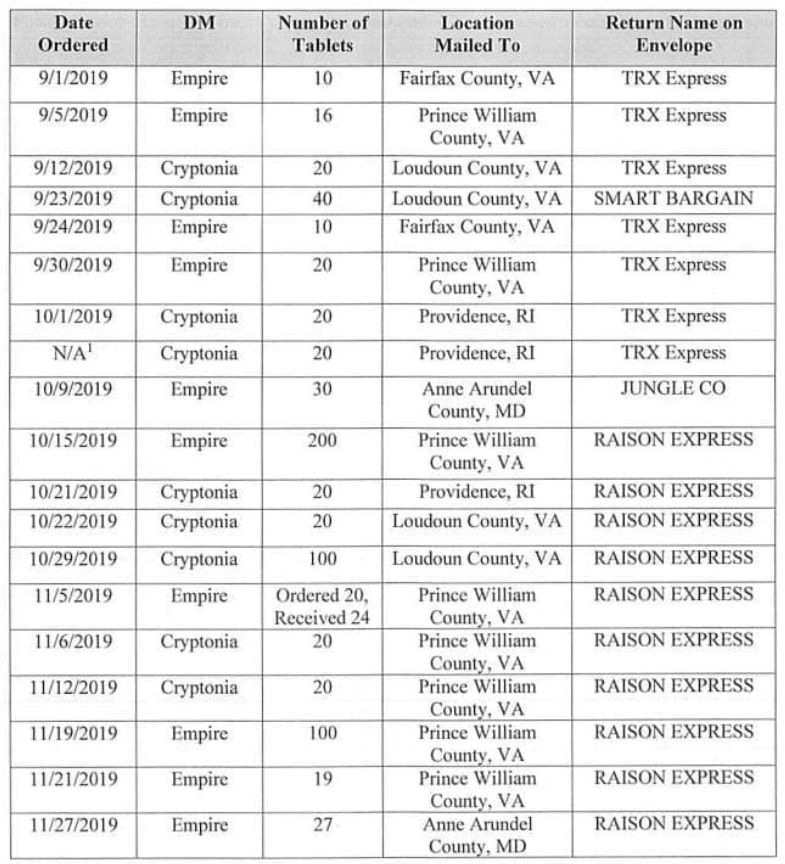 Date Ordered | DM | Number of Tablets | Location Mailed To | Return Name on Envelope
9/1/2019 | Empire | 10 | Fairfax County, VA | TRX Express
9/5/2019 | Empire | 16 | Prince William County, VA | TRX Express
9/12/2019 | Cryptonia | 20 | Loudoun County, VA | TRX Express
9/23/2019 | Cryptonia | 40 | Loudoun County, VA | SMART BARGAIN
9/24/2019 | Empire | 10 | Fairfax County, VA | TRX Express
9/30/2019 | Empire | 20 | Prince William County, VA | TRX Express
10/1/2019 | Cryptonia | 20 | Providence, RI | TRX Express
N/A¹ | Cryptonia | 20 | Providence, RI | TRX Express
10/9/2019 | Empire | 30 | Anne Arundel County, MD | JUNGLE CO
10/15/2019 | Empire | 200 | Prince William County, VA | RAISON EXPRESS
10/21/2019 | Cryptonia | 20 | Providence, RI | RAISON EXPRESS
10/22/2019 | Cryptonia | 20 | Loudoun County, VA | RAISON EXPRESS
10/29/2019 | Cryptonia | 100 | Loudoun County, VA | RAISON EXPRESS
11/5/2019 | Empire | Ordered 20, Received 24 | Prince William County, VA | RAISON EXPRESS
11/6/2019 | Cryptonia | 20 | Prince William County, VA | RAISON EXPRESS
11/12/2019 | Cryptonia | 20 | Prince William County, VA | RAISON EXPRESS
11/19/2019 | Empire | 100 | Prince William County, VA | RAISON EXPRESS
11/21/2019 | Empire | 19 | Prince William County, VA | RAISON EXPRESS
11/27/2019 | Empire | 27 | Anne Arundel County, MD | RAISON EXPRESS